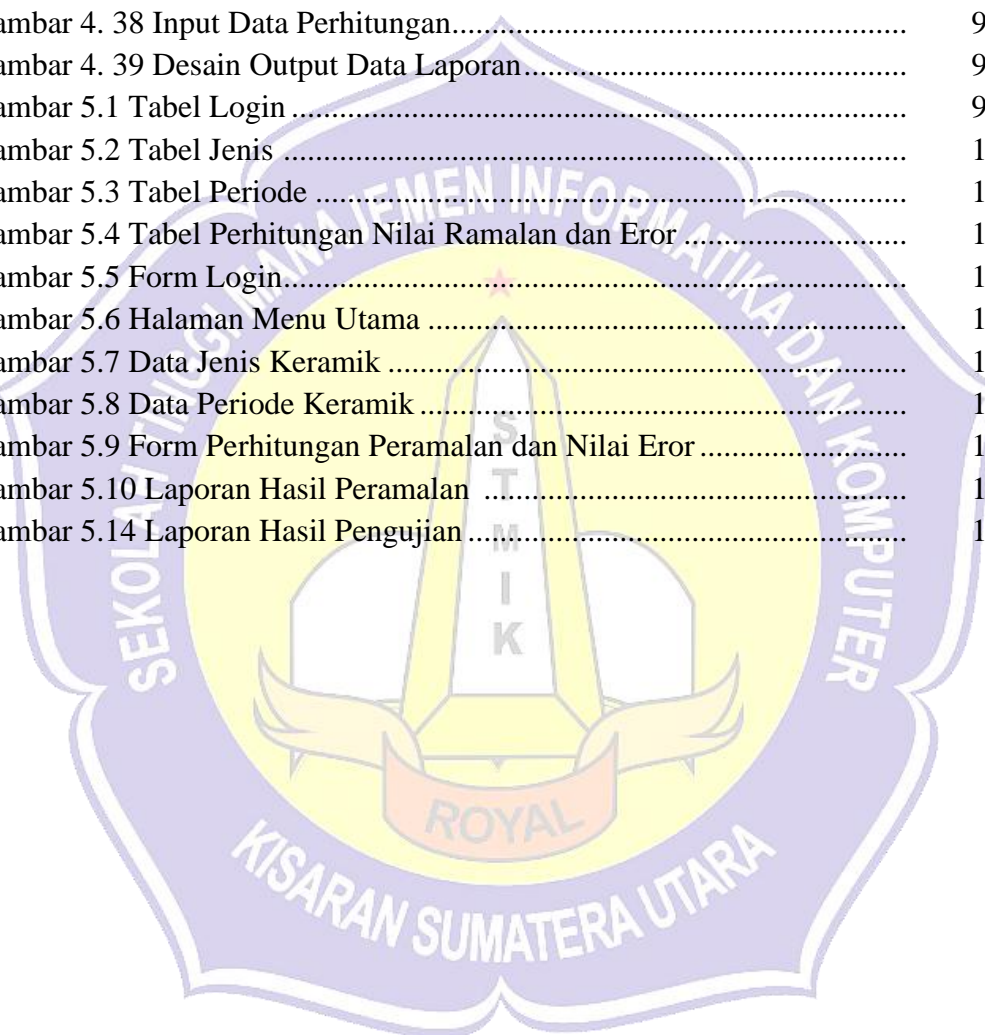 ambar 4. 38 Input Data Perhitungan.......................................................... 9
ambar 4. 39 Desain Output Data Laporan................................................. 9
ambar 5.1 Tabel Login ............................................................................... 9
ambar 5.2 Tabel Jenis ................................................................................ 1
ambar 5.3 Tabel Periode ............................................................................ 1
ambar 5.4 Tabel Perhitungan Nilai Ramalan dan Eror ............................. 1
ambar 5.5 Form Login................................................................................ 1
ambar 5.6 Halaman Menu Utama .............................................................. 1
ambar 5.7 Data Jenis Keramik ................................................................... 1
ambar 5.8 Data Periode Keramik ............................................................... 1
ambar 5.9 Form Perhitungan Peramalan dan Nilai Eror ........................... 1
ambar 5.10 Laporan Hasil Peramalan ....................................................... 1
ambar 5.14 Laporan Hasil Pengujian ........................................................ 1
SEKOLAH TINGGI MANAJEMEN INFORMATIKA DAN KOMPUTER
S
T
M
I
K
ROYAL
KISARAN SUMATERA UTARA